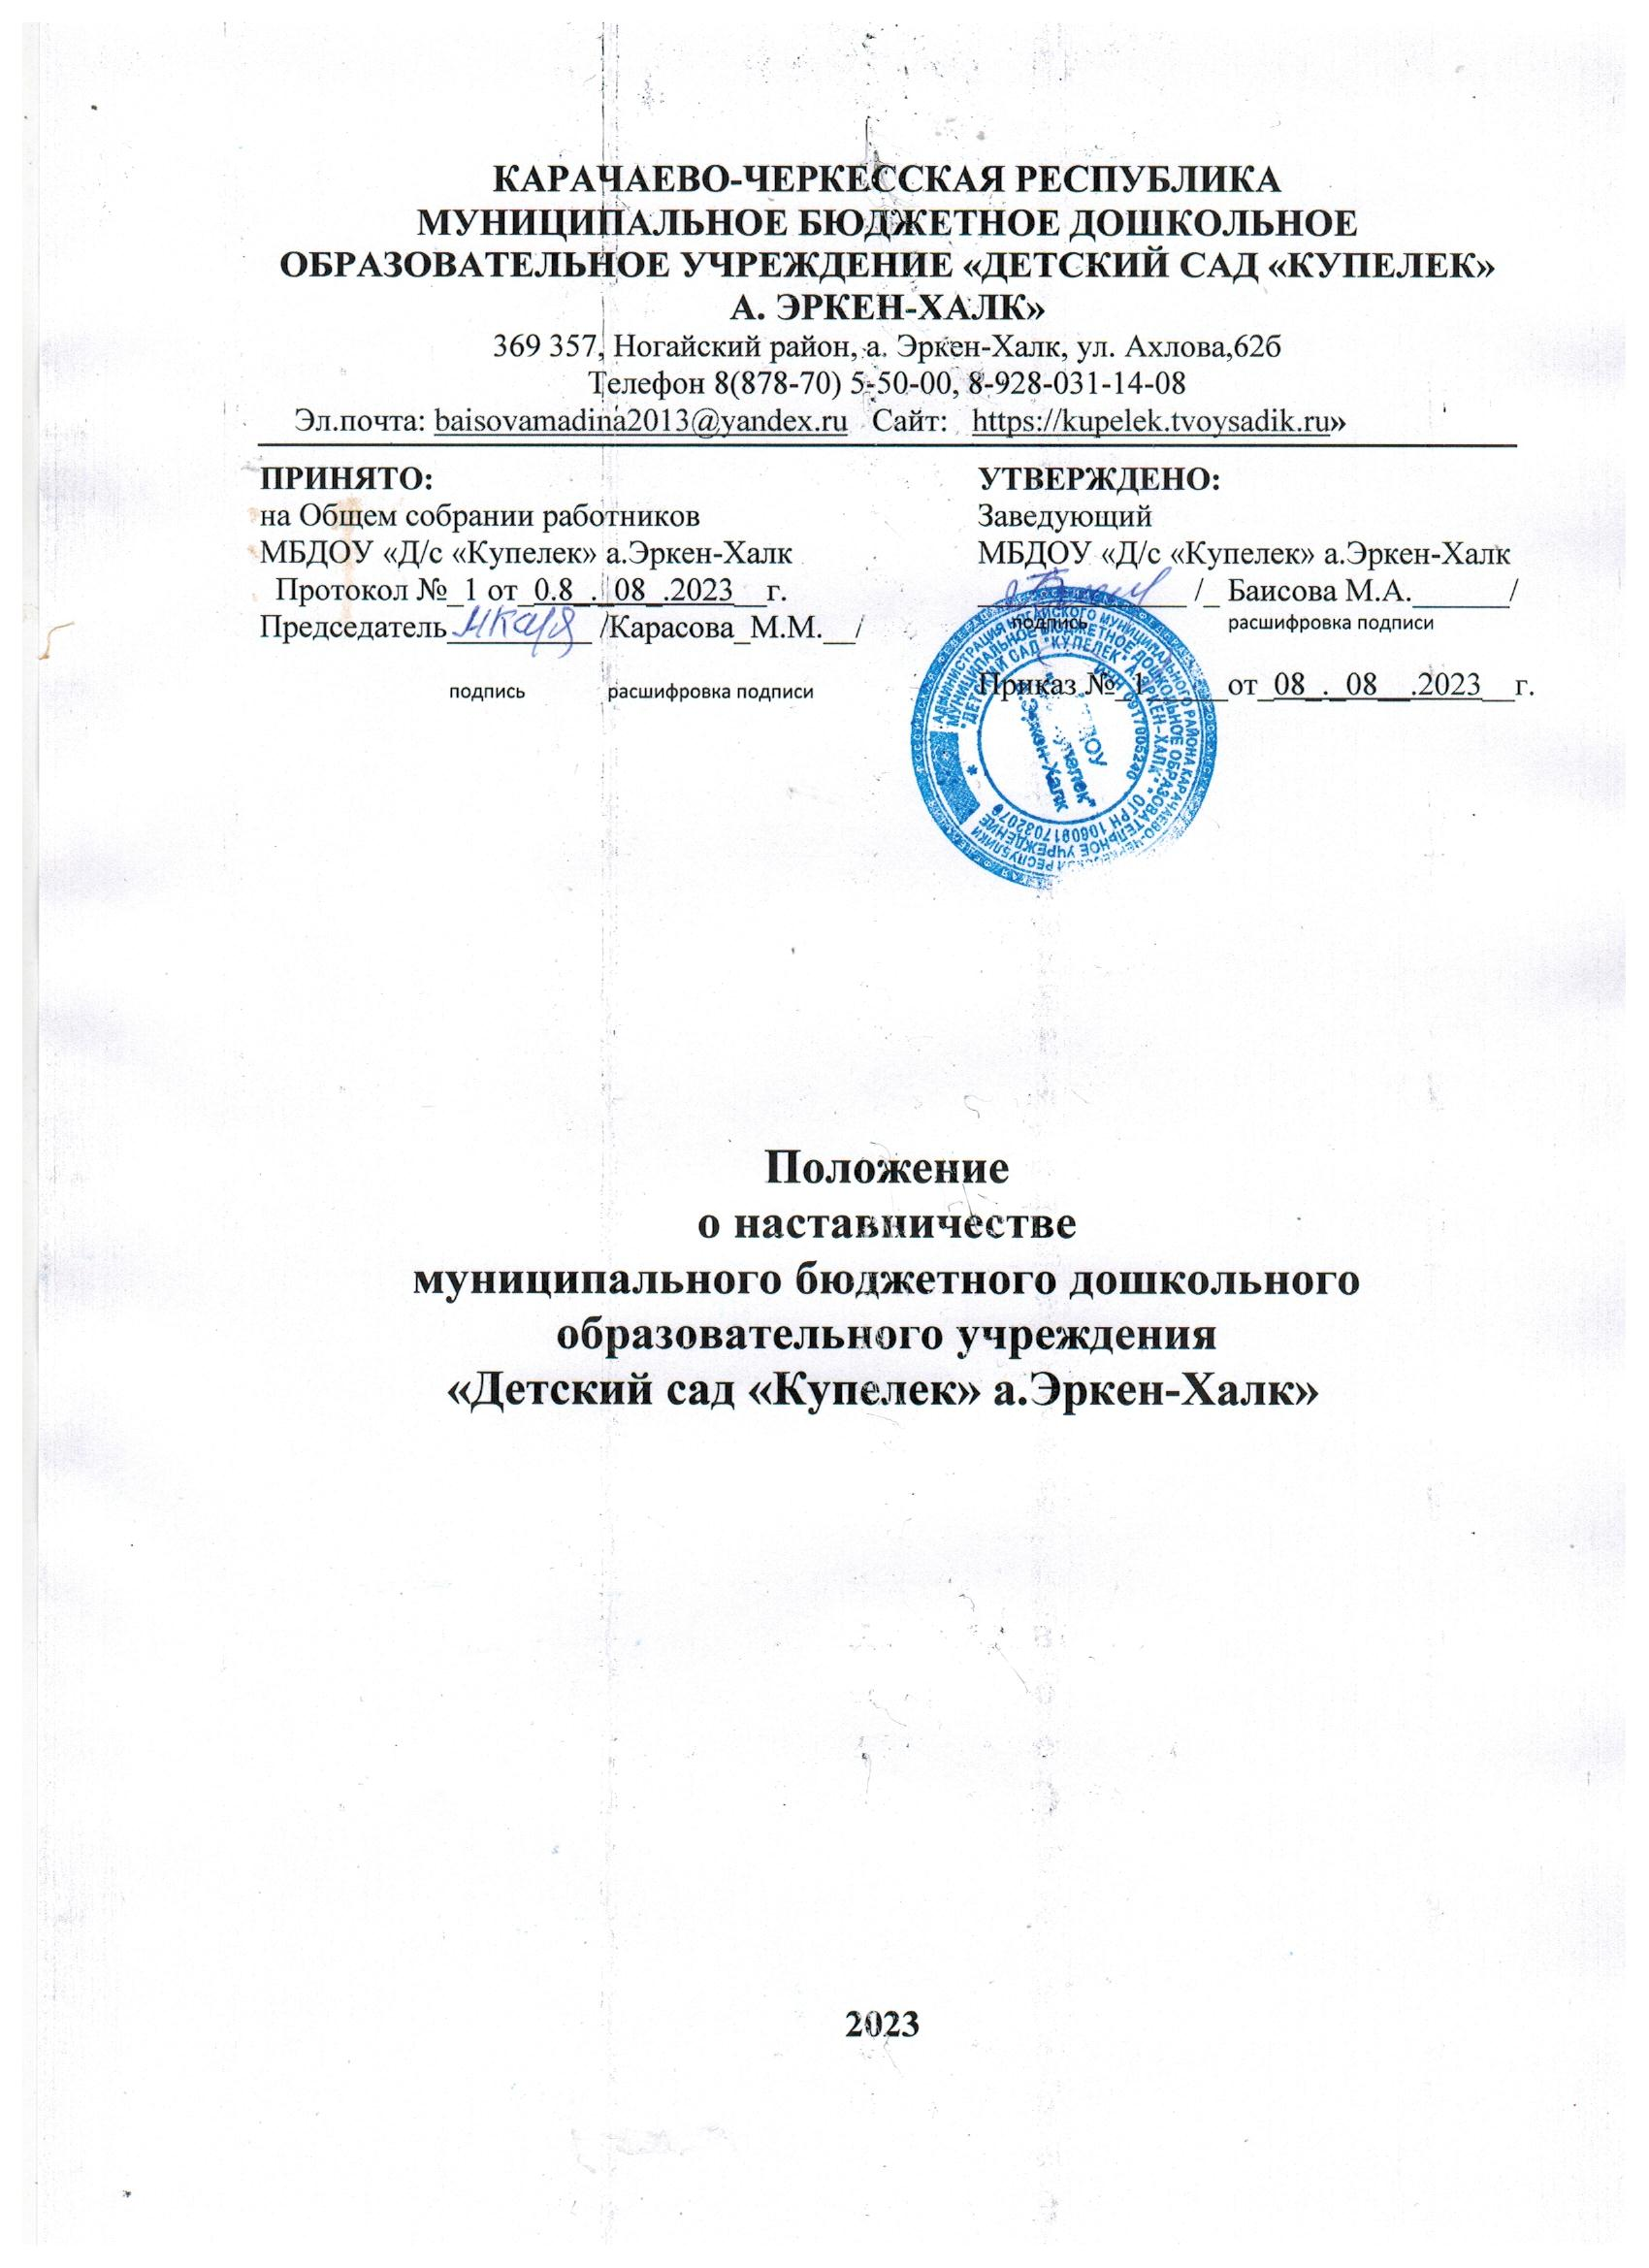 КАРАЧАЕВО-ЧЕРКЕССКАЯ РЕСПУБЛИКА
МУНИЦИПАЛЬНОЕ БЮДЖЕТНОЕ ДОШКОЛЬНОЕ
ОБРАЗОВАТЕЛЬНОЕ УЧРЕЖДЕНИЕ «ДЕТСКИЙ САД «КУПЕЛЕК»
А. ЭРКЕН-ХАЛК»
369 357, Ногайский район, а. Эркен-Халк, ул. Ахлова,62б
Телефон 8(878-70) 5-50-00, 8-928-031-14-08
Эл.почта: baisovamadina2013@yandex.ru Сайт: https://kupelek.tvoysadik.ru»
ПРИНЯТО:
на Общем собрании работников
МБДОУ «Д/с «Купелек» а.Эркен-Халк
Протокол №_1 от_0.8_._08_.2023__г.
Председатель_________ /Карасова_М.М.__/
подпись расшифровка подписи
УТВЕРЖДЕНО:
Заведующий
МБДОУ «Д/с «Купелек» а.Эркен-Халк
_____________ /_ Баисова М.А.______/
подпись расшифровка подписи
Приказ №_1_____от_08_._08__.2023__г.
Положение
о наставничестве
муниципального бюджетного дошкольного
образовательного учреждения
«Детский сад «Купелек» а.Эркен-Халк»
2023